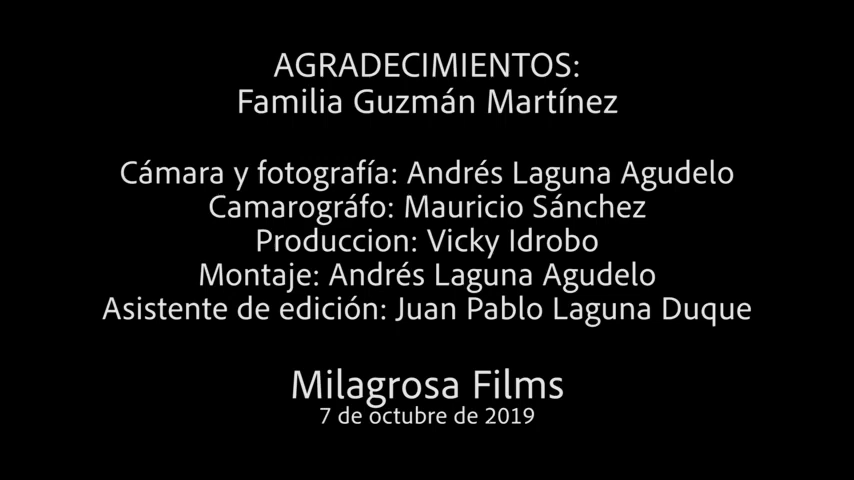 AGRADECIMIENTOS:
Familia Guzmán Martínez
Cámara y fotografía: Andrés Laguna Agudelo
Camarográfo: Mauricio Sánchez
Produccion: Vicky Idrobo
Montaje: Andrés Laguna Agudelo
Asistente de edición: Juan Pablo Laguna Duque
Milagrosa Films
7 de octubre de 2019